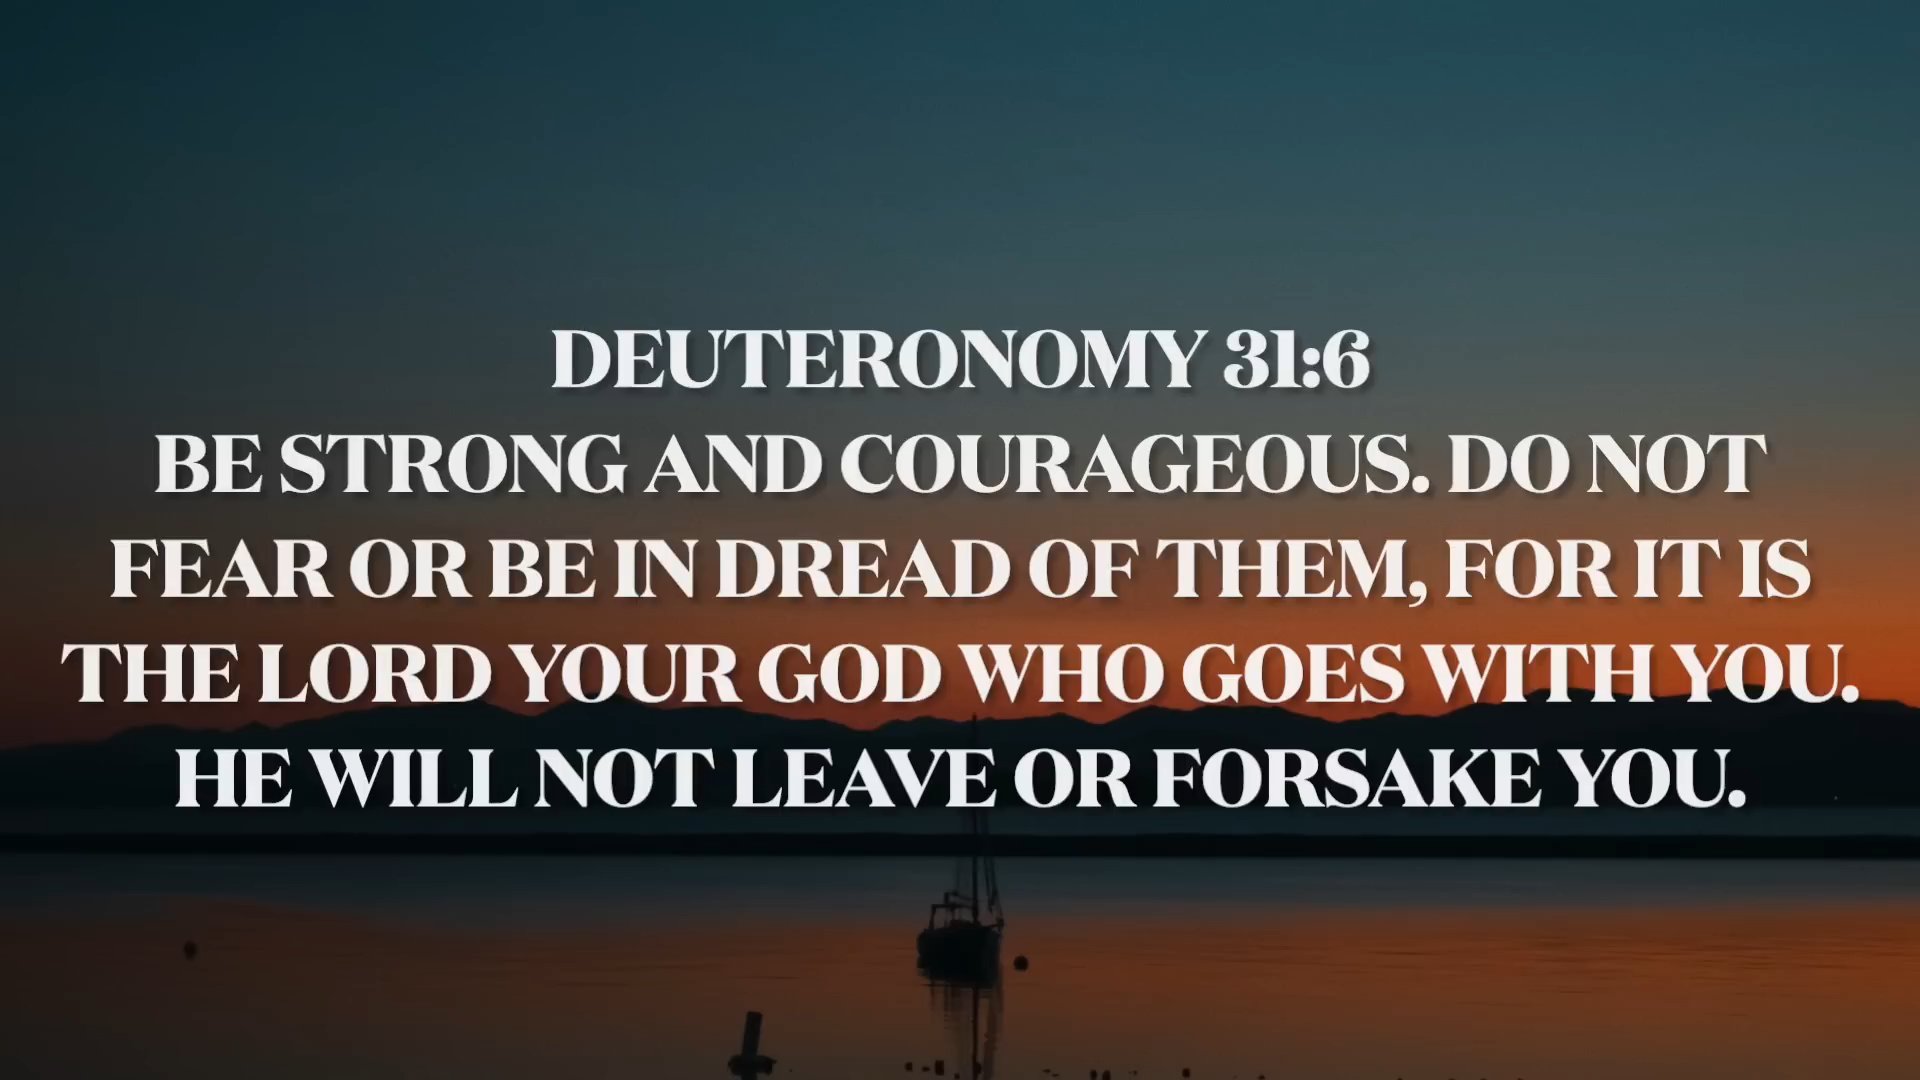 DEUTERONOMY 31:6
BE STRONG AND COURAGEOUS. DO NOT
FEAR OR BE IN DREAD OF THEM, FOR IT IS
THE LORD YOUR GOD WHO GOES WITH YOU.
HE WILL NOT LEAVE OR FORSAKE YOU.